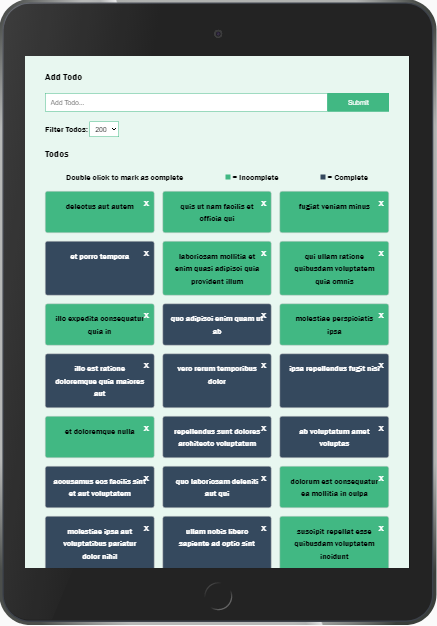 Add Todo
Add Todo...
Submit
Filter Todos: 200
Todos
Double click to mark as complete
= Incomplete
= Complete
delectus aut autem x
quis ut nam facilis et x
officia qui
fugiat veniam minus x
et porro tempora x
laboriosam mollitia et x
enim quasi adipisci quia
provident illum
qui ullam ratione x
quibusdam voluptatem
quia omnis
illo expedita consequatur x
quia in
quo adipisci enim quam ut x
ab
molestiae perspiciatis x
ipsa
illo est ratione x
doloremque quia maiores
aut
vero rerum temporibus x
dolor
ipsa repellendus fugit nisi x
et doloremque nulla x
repellendus sunt dolores x
architecto voluptatum
ab voluptatum amet x
voluptas
accusamus eos facilis sint x
et aut voluptatem
quo laboriosam deleniti x
aut qui
dolorum est consequatur x
ea mollitia in culpa
molestiae ipsa aut x
voluptatibus pariatur
dolor nihil
ullam nobis libero x
sapiente ad optio sint
suscipit repellat esse x
quibusdam voluptatem
incidunt